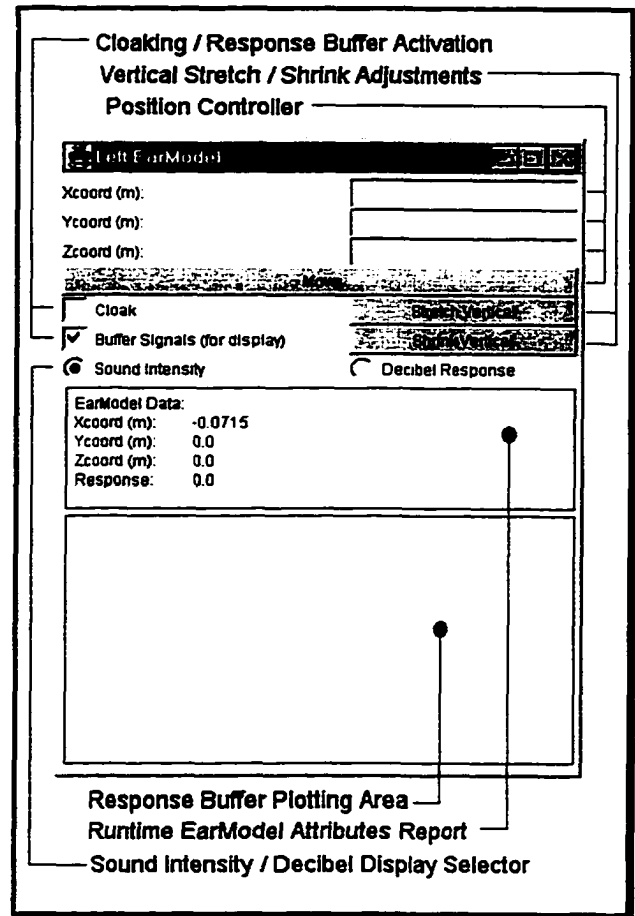 Cloaking / Response Buffer Activation
Vertical Stretch / Shrink Adjustments
Position Controller
Left EarModel
Xcoord (m):
Ycoord (m):
Zcoord (m):
Move
Cloak Stretch Vertical
Buffer Signals (for display) Shrink Vertical
Sound Intensity Decibel Response
EarModel Data:
Xcoord (m): -0.0715
Ycoord (m): 0.0
Zcoord (m): 0.0
Response: 0.0
Response Buffer Plotting Area
Runtime EarModel Attributes Report
Sound Intensity / Decibel Display Selector